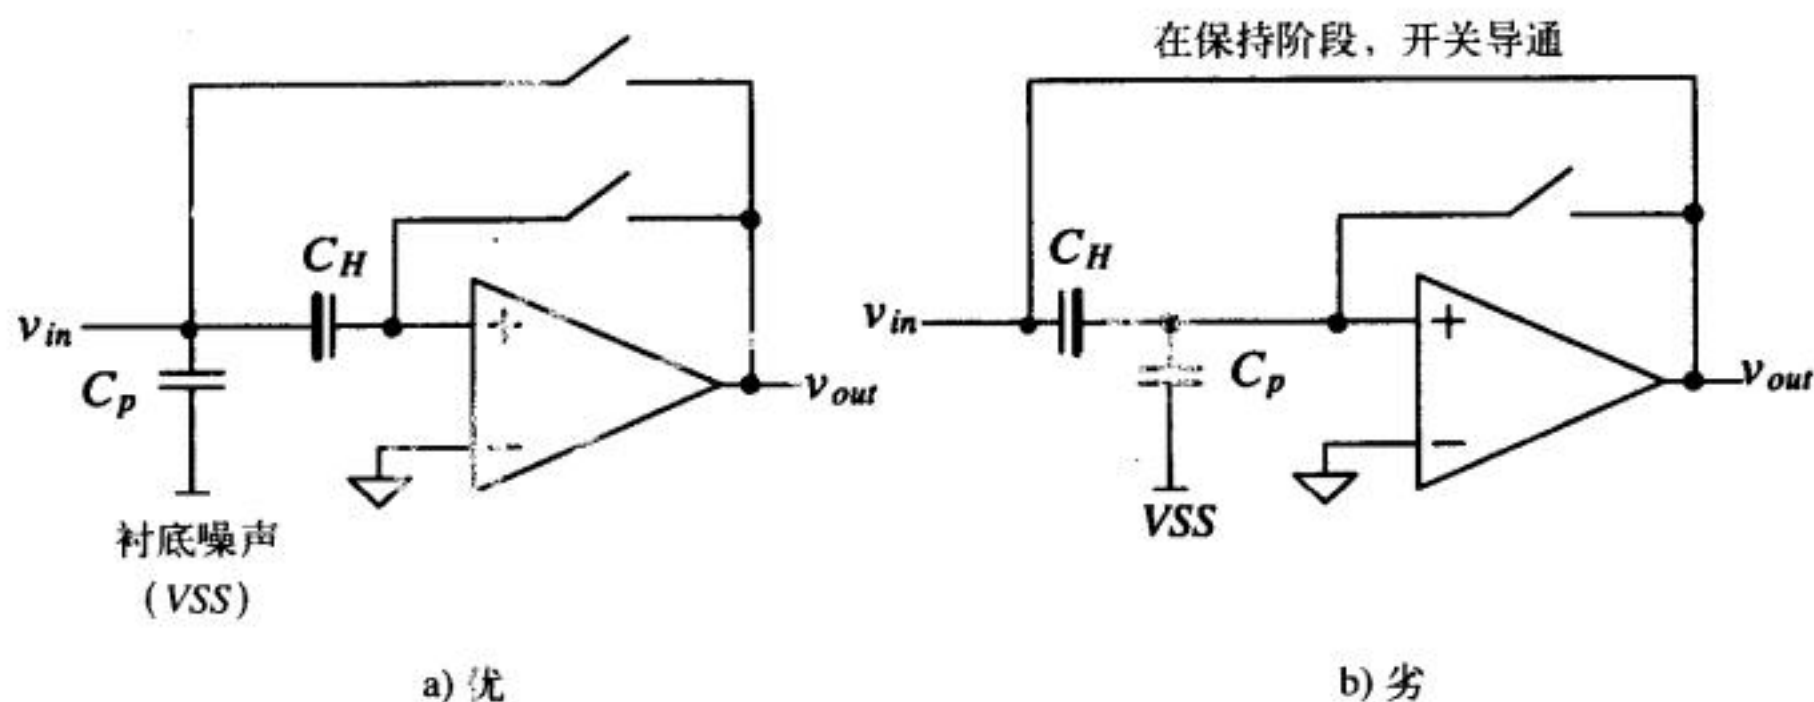 在保持阶段，开关导通
C_H
v_in
C_p
+
−
v_out
衬底噪声
(VSS)
a) 优
C_H
v_in
C_p
VSS
+
−
v_out
b) 劣